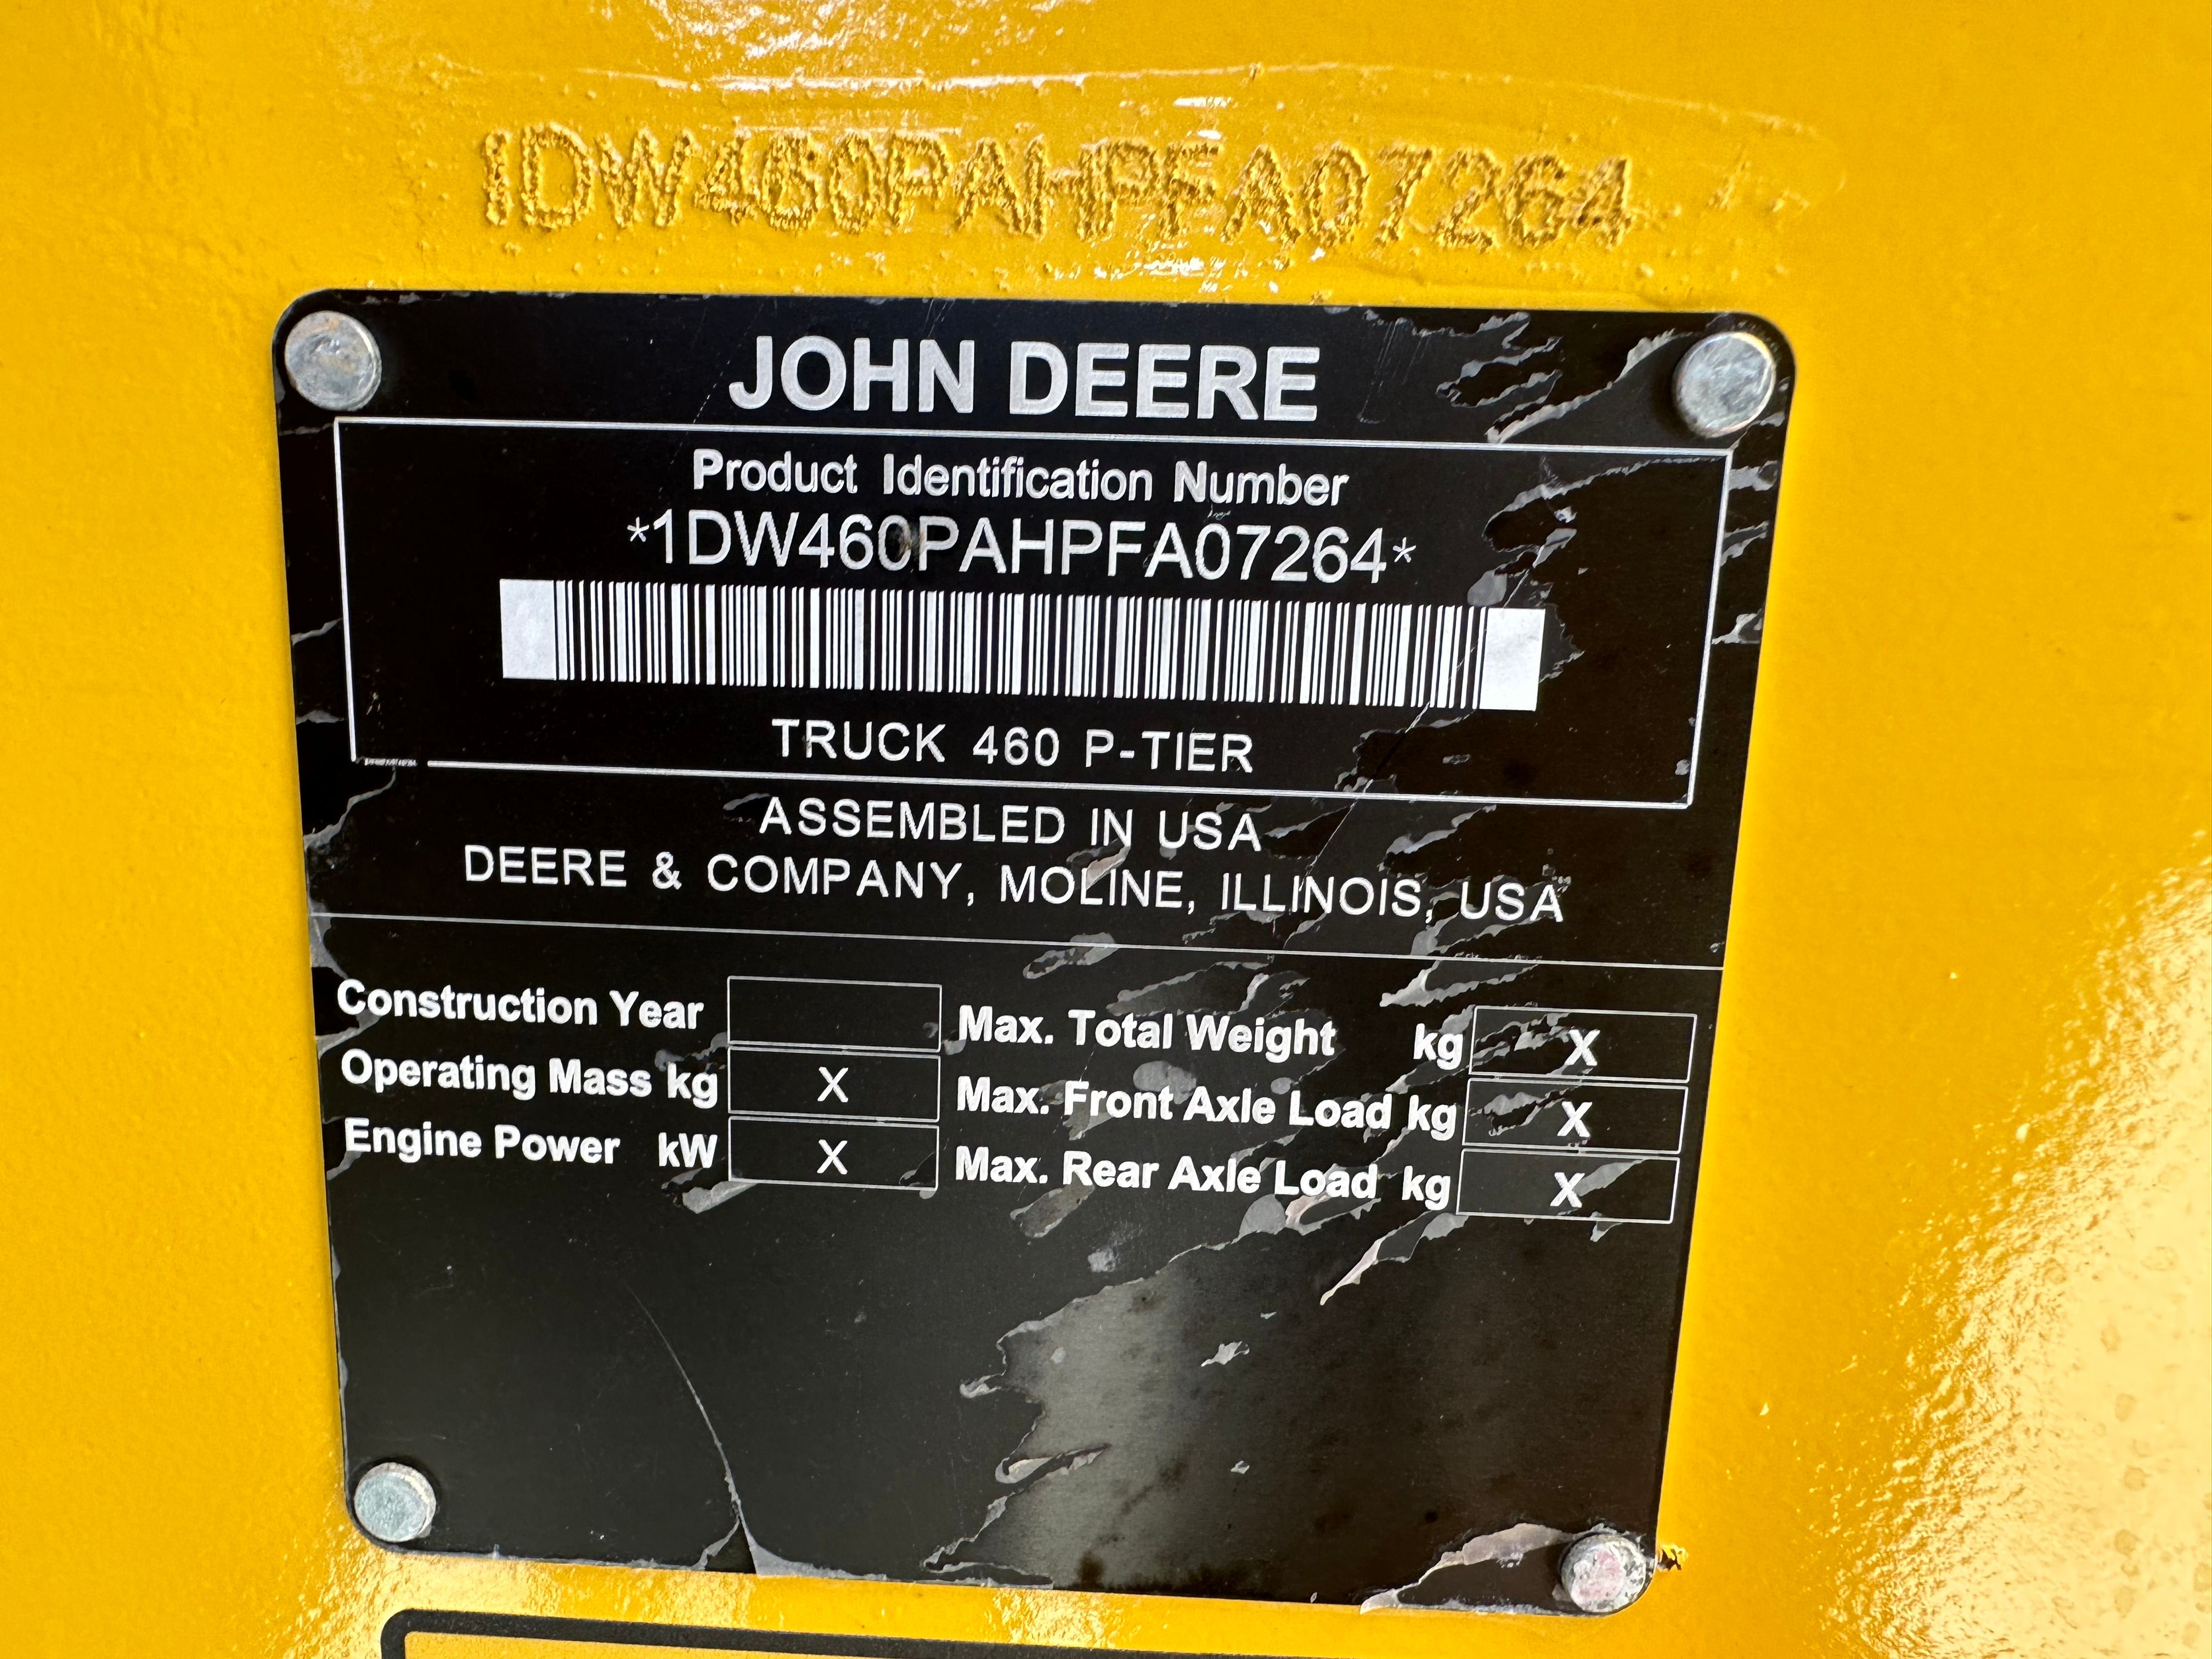 1DW460PAHPFA07264
JOHN DEERE
Product Identification Number
*1DW460PAHPFA07264*
TRUCK 460 P-TIER
ASSEMBLED IN USA
DEERE & COMPANY, MOLINE, ILLINOIS, USA
Construction Year
Operating Mass kg X
Engine Power kW X
Max. Total Weight kg X
Max. Front Axle Load kg X
Max. Rear Axle Load kg X